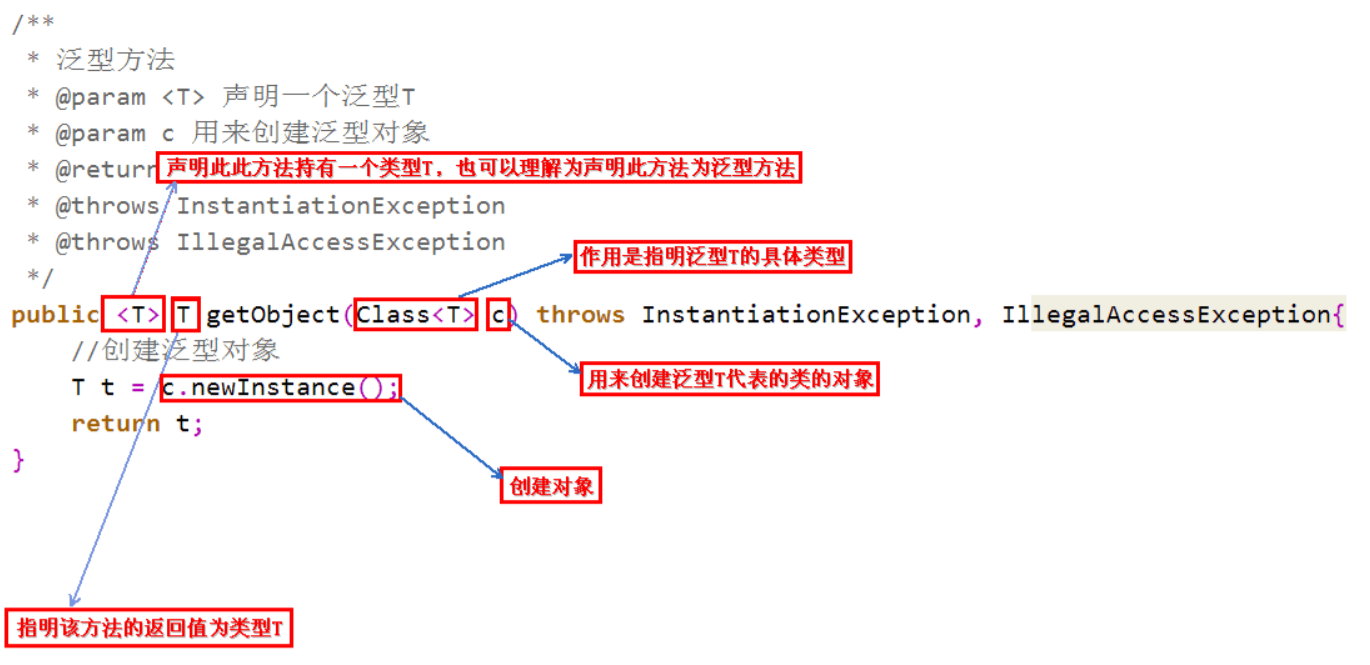 /**
* 泛型方法
* @param <T> 声明一个泛型T
* @param c 用来创建泛型对象
* @return 声明此此方法持有一个类型T，也可以理解为声明此方法为泛型方法
* @throws InstantiationException
* @throws IllegalAccessException
作用是指明泛型T的具体类型
*/
public <T> T getObject(Class<T> c) throws InstantiationException, IllegalAccessException{
//创建泛型对象
用来创建泛型T代表的类的对象
T t = c.newInstance();
return t;
}
创建对象
指明该方法的返回值为类型T